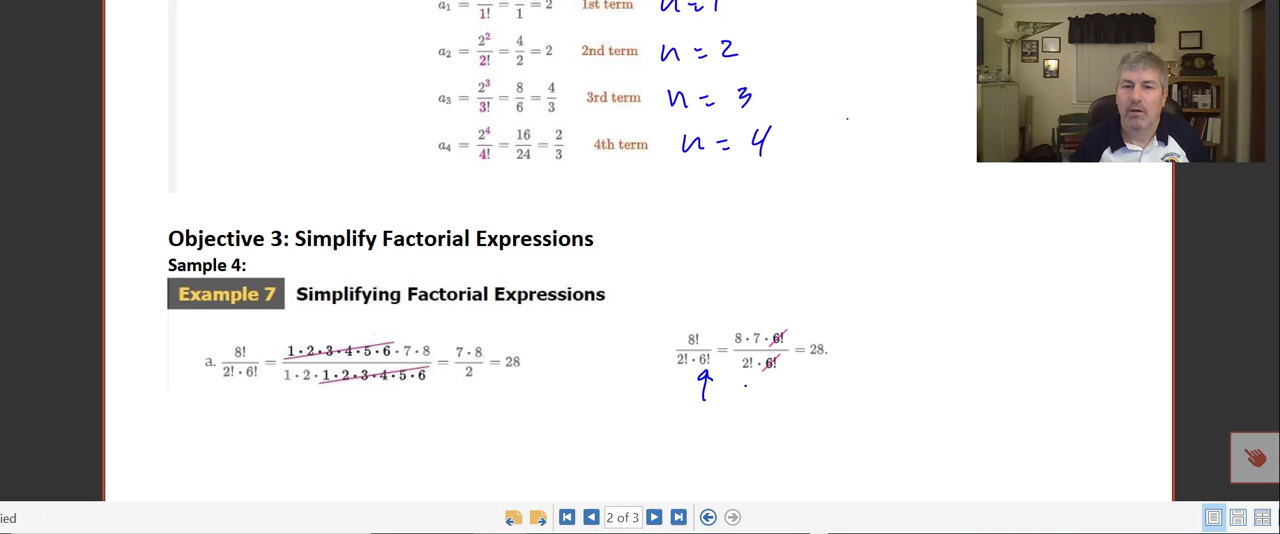 a₁ = —/1! = —/1 = 2 1st term n=1
a₂ = 2²/2! = 4/2 = 2 2nd term n = 2
a₃ = 2³/3! = 8/6 = 4/3 3rd term n = 3
a₄ = 2⁴/4! = 16/24 = 2/3 4th term n = 4
Objective 3: Simplify Factorial Expressions
Sample 4:
Example 7 Simplifying Factorial Expressions
a. 8!/2! · 6! = 1 · 2 · 3 · 4 · 5 · 6 · 7 · 8/1 · 2 · 1 · 2 · 3 · 4 · 5 · 6 = 7 · 8/2 = 28
8!/2! · 6! = 8 · 7 · 6!/2! · 6! = 28.
ied
2 of 3